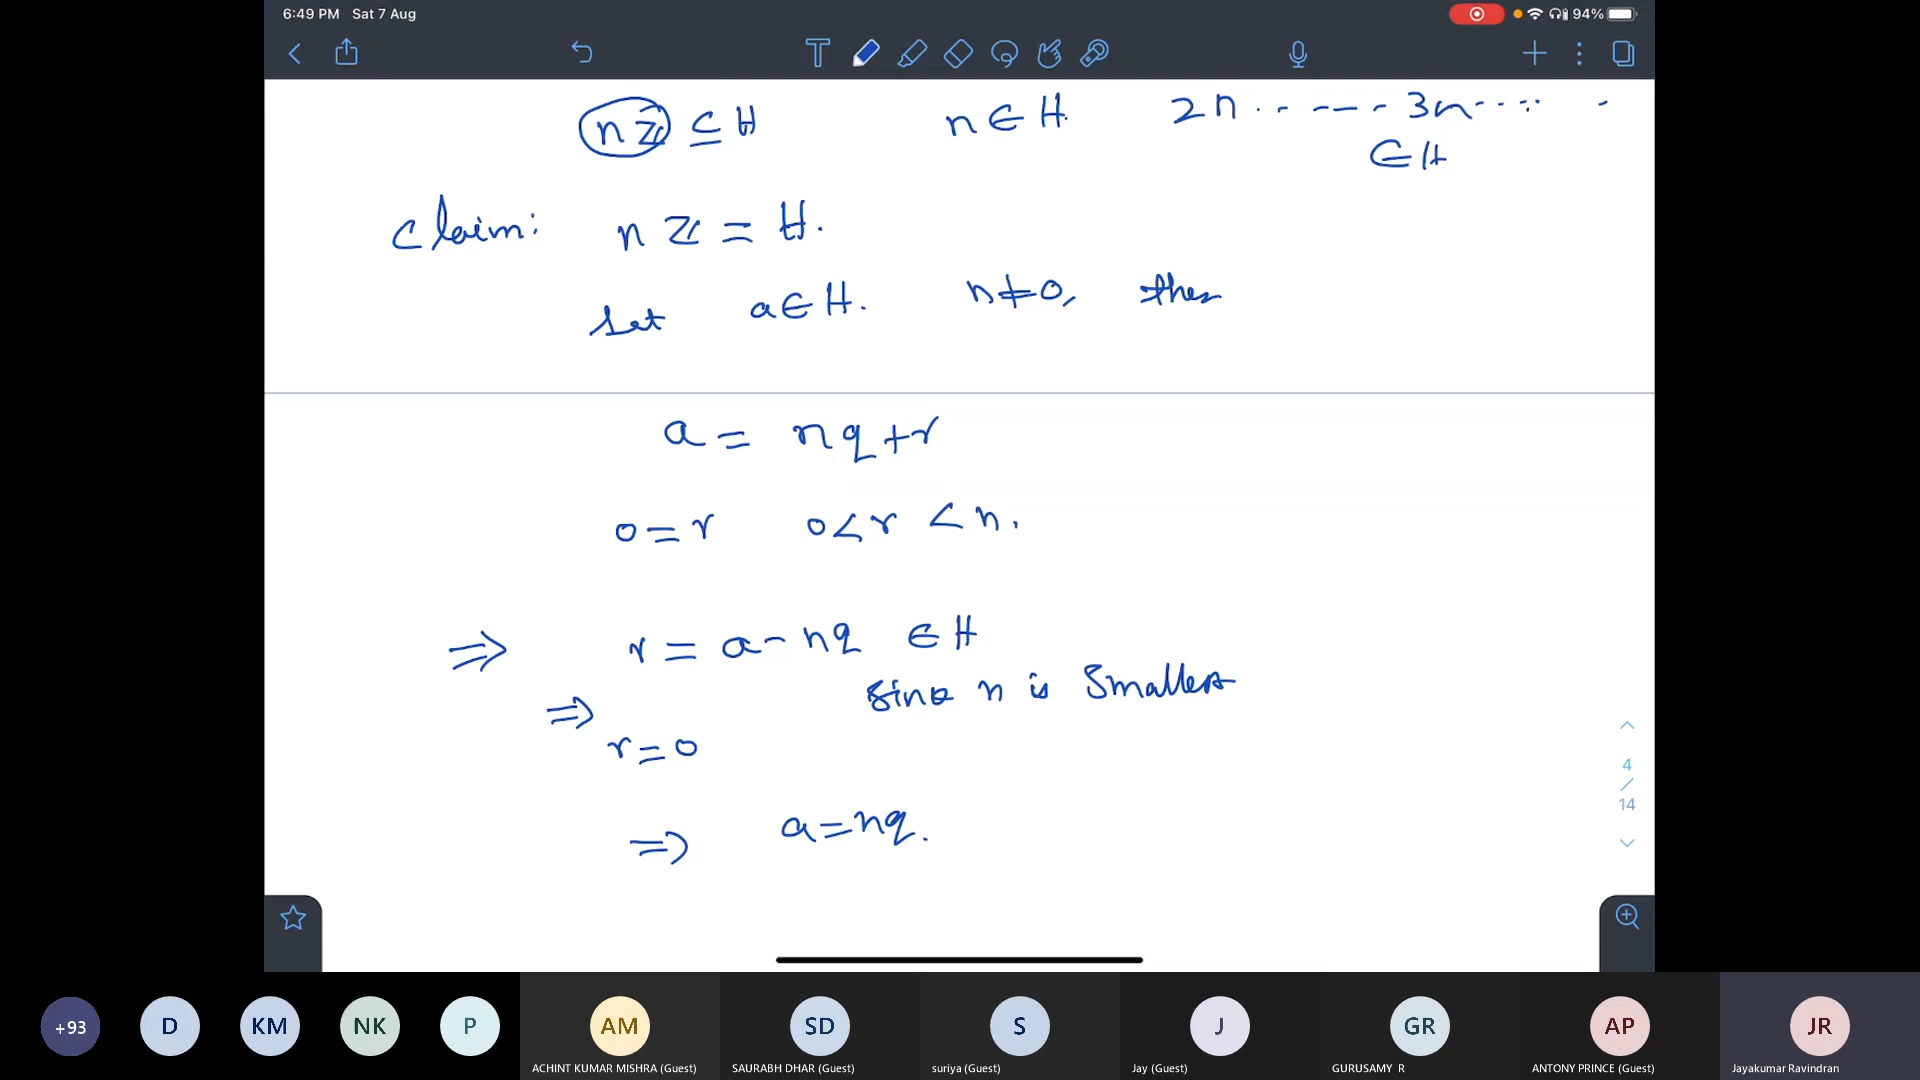 6:49 PM Sat 7 Aug
94%
nℤ ⊆ H n ∈ H. 2n . - --- - 3n - - - -. .
∈ H
Claim: nℤ = H.
Let a ∈ H. n ≠ 0, then
a = nq + r
0 = r 0 < r < n.
⇒ r = a - nq ∈ H
since n is Smallest
⇒
r = 0
⇒ a = nq.
4
/
14
+93
D
KM
NK
P
AM
SD
S
J
GR
AP
JR
ACHINT KUMAR MISHRA (Guest)
SAURABH DHAR (Guest)
suriya (Guest)
Jay (Guest)
GURUSAMY R
ANTONY PRINCE (Guest)
Jayakumar Ravindran